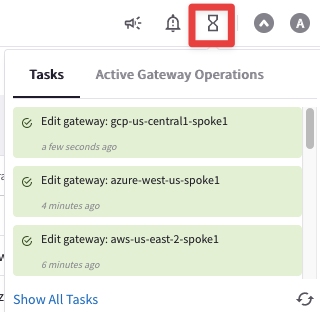 A
Tasks
Active Gateway Operations
Edit gateway: gcp-us-central1-spoke1
a few seconds ago
Edit gateway: azure-west-us-spoke1
4 minutes ago
Edit gateway: aws-us-east-2-spoke1
6 minutes ago
Show All Tasks